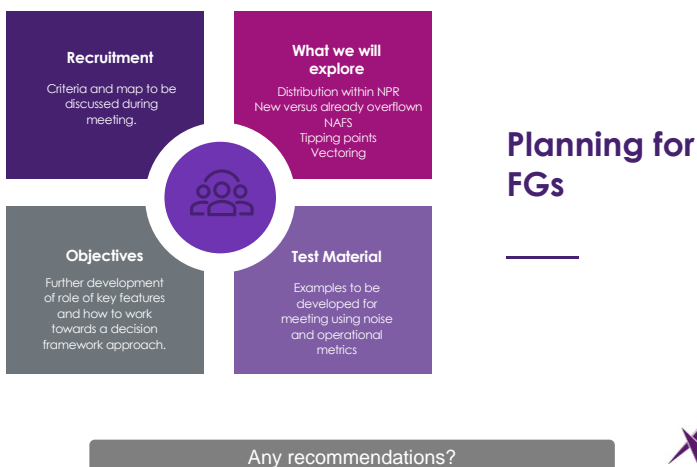 Recruitment
Criteria and map to be
discussed during
meeting.
What we will
explore
Distribution within NPR
New versus already overflown
NAFS
Tipping points
Vectoring
Planning for
FGs
Objectives
Further development
of role of key features
and how to work
towards a decision
framework approach.
Test Material
Examples to be
developed for
meeting using noise
and operational
metrics
Any recommendations?